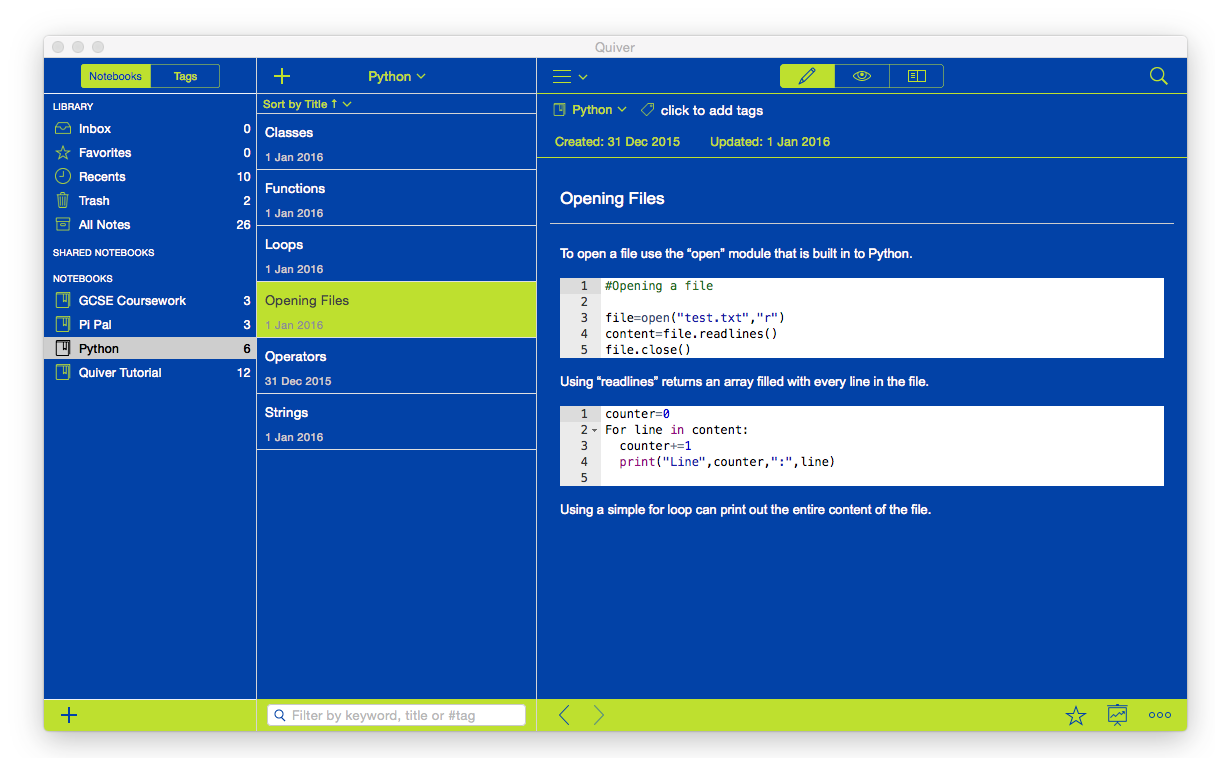 Quiver
Notebooks Tags
LIBRARY
Inbox 0
Favorites 0
Recents 10
Trash 2
All Notes 26
SHARED NOTEBOOKS
NOTEBOOKS
GCSE Coursework 3
Pi Pal 3
Python 6
Quiver Tutorial 12
Python
Sort by Title ↑
Classes
1 Jan 2016
Functions
1 Jan 2016
Loops
1 Jan 2016
Opening Files
1 Jan 2016
Operators
31 Dec 2015
Strings
1 Jan 2016
Filter by keyword, title or #tag
Python click to add tags
Created: 31 Dec 2015 Updated: 1 Jan 2016
Opening Files
To open a file use the “open” module that is built in to Python.
1 #Opening a file
2
3 file=open("test.txt","r")
4 content=file.readlines()
5 file.close()
Using “readlines” returns an array filled with every line in the file.
1 counter=0
2 For line in content:
3   counter+=1
4   print("Line",counter,":",line)
5
Using a simple for loop can print out the entire content of the file.